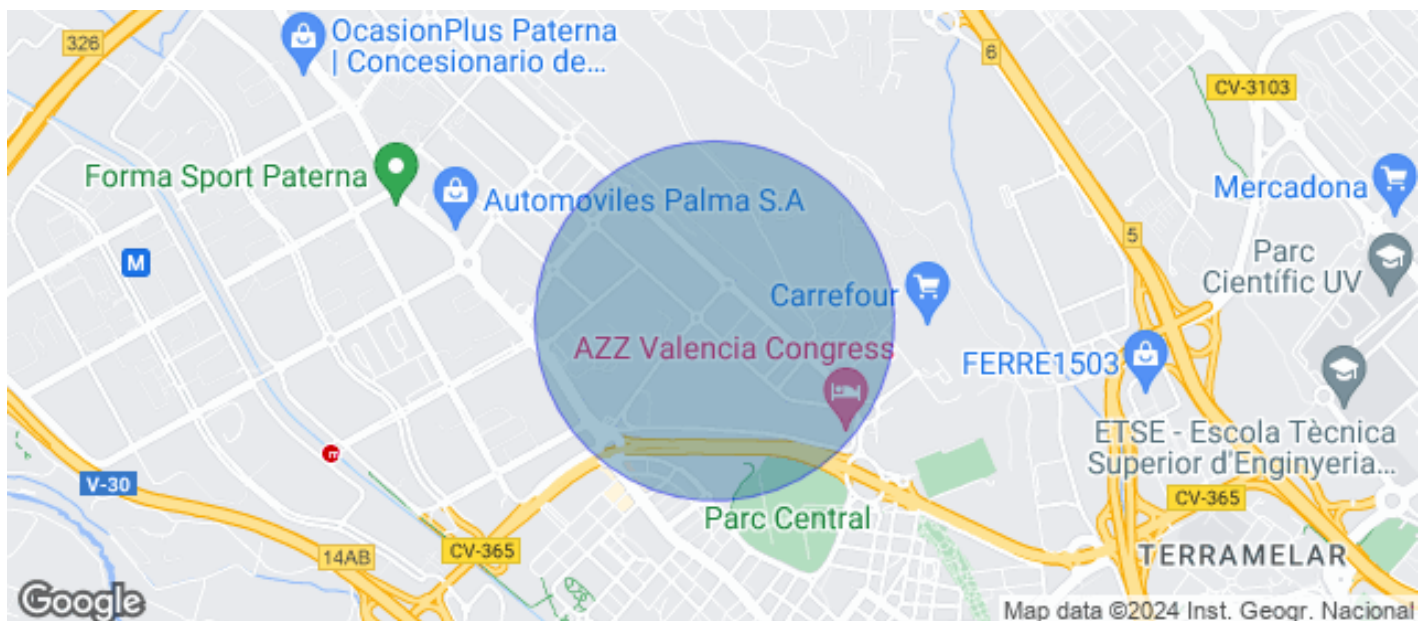 326
OcasionPlus Paterna
| Concesionario de...
6
CV-3103
Forma Sport Paterna
Automoviles Palma S.A
Mercadona
M
5
Parc
Científic UV
Carrefour
AZZ Valencia Congress
FERRE1503
ETSE - Escola Tècnica
Superior d'Enginyeria...
V-30
CV-365
Parc Central
14AB
CV-365
TERRAMELAR
Google
Map data ©2024 Inst. Geogr. Nacional